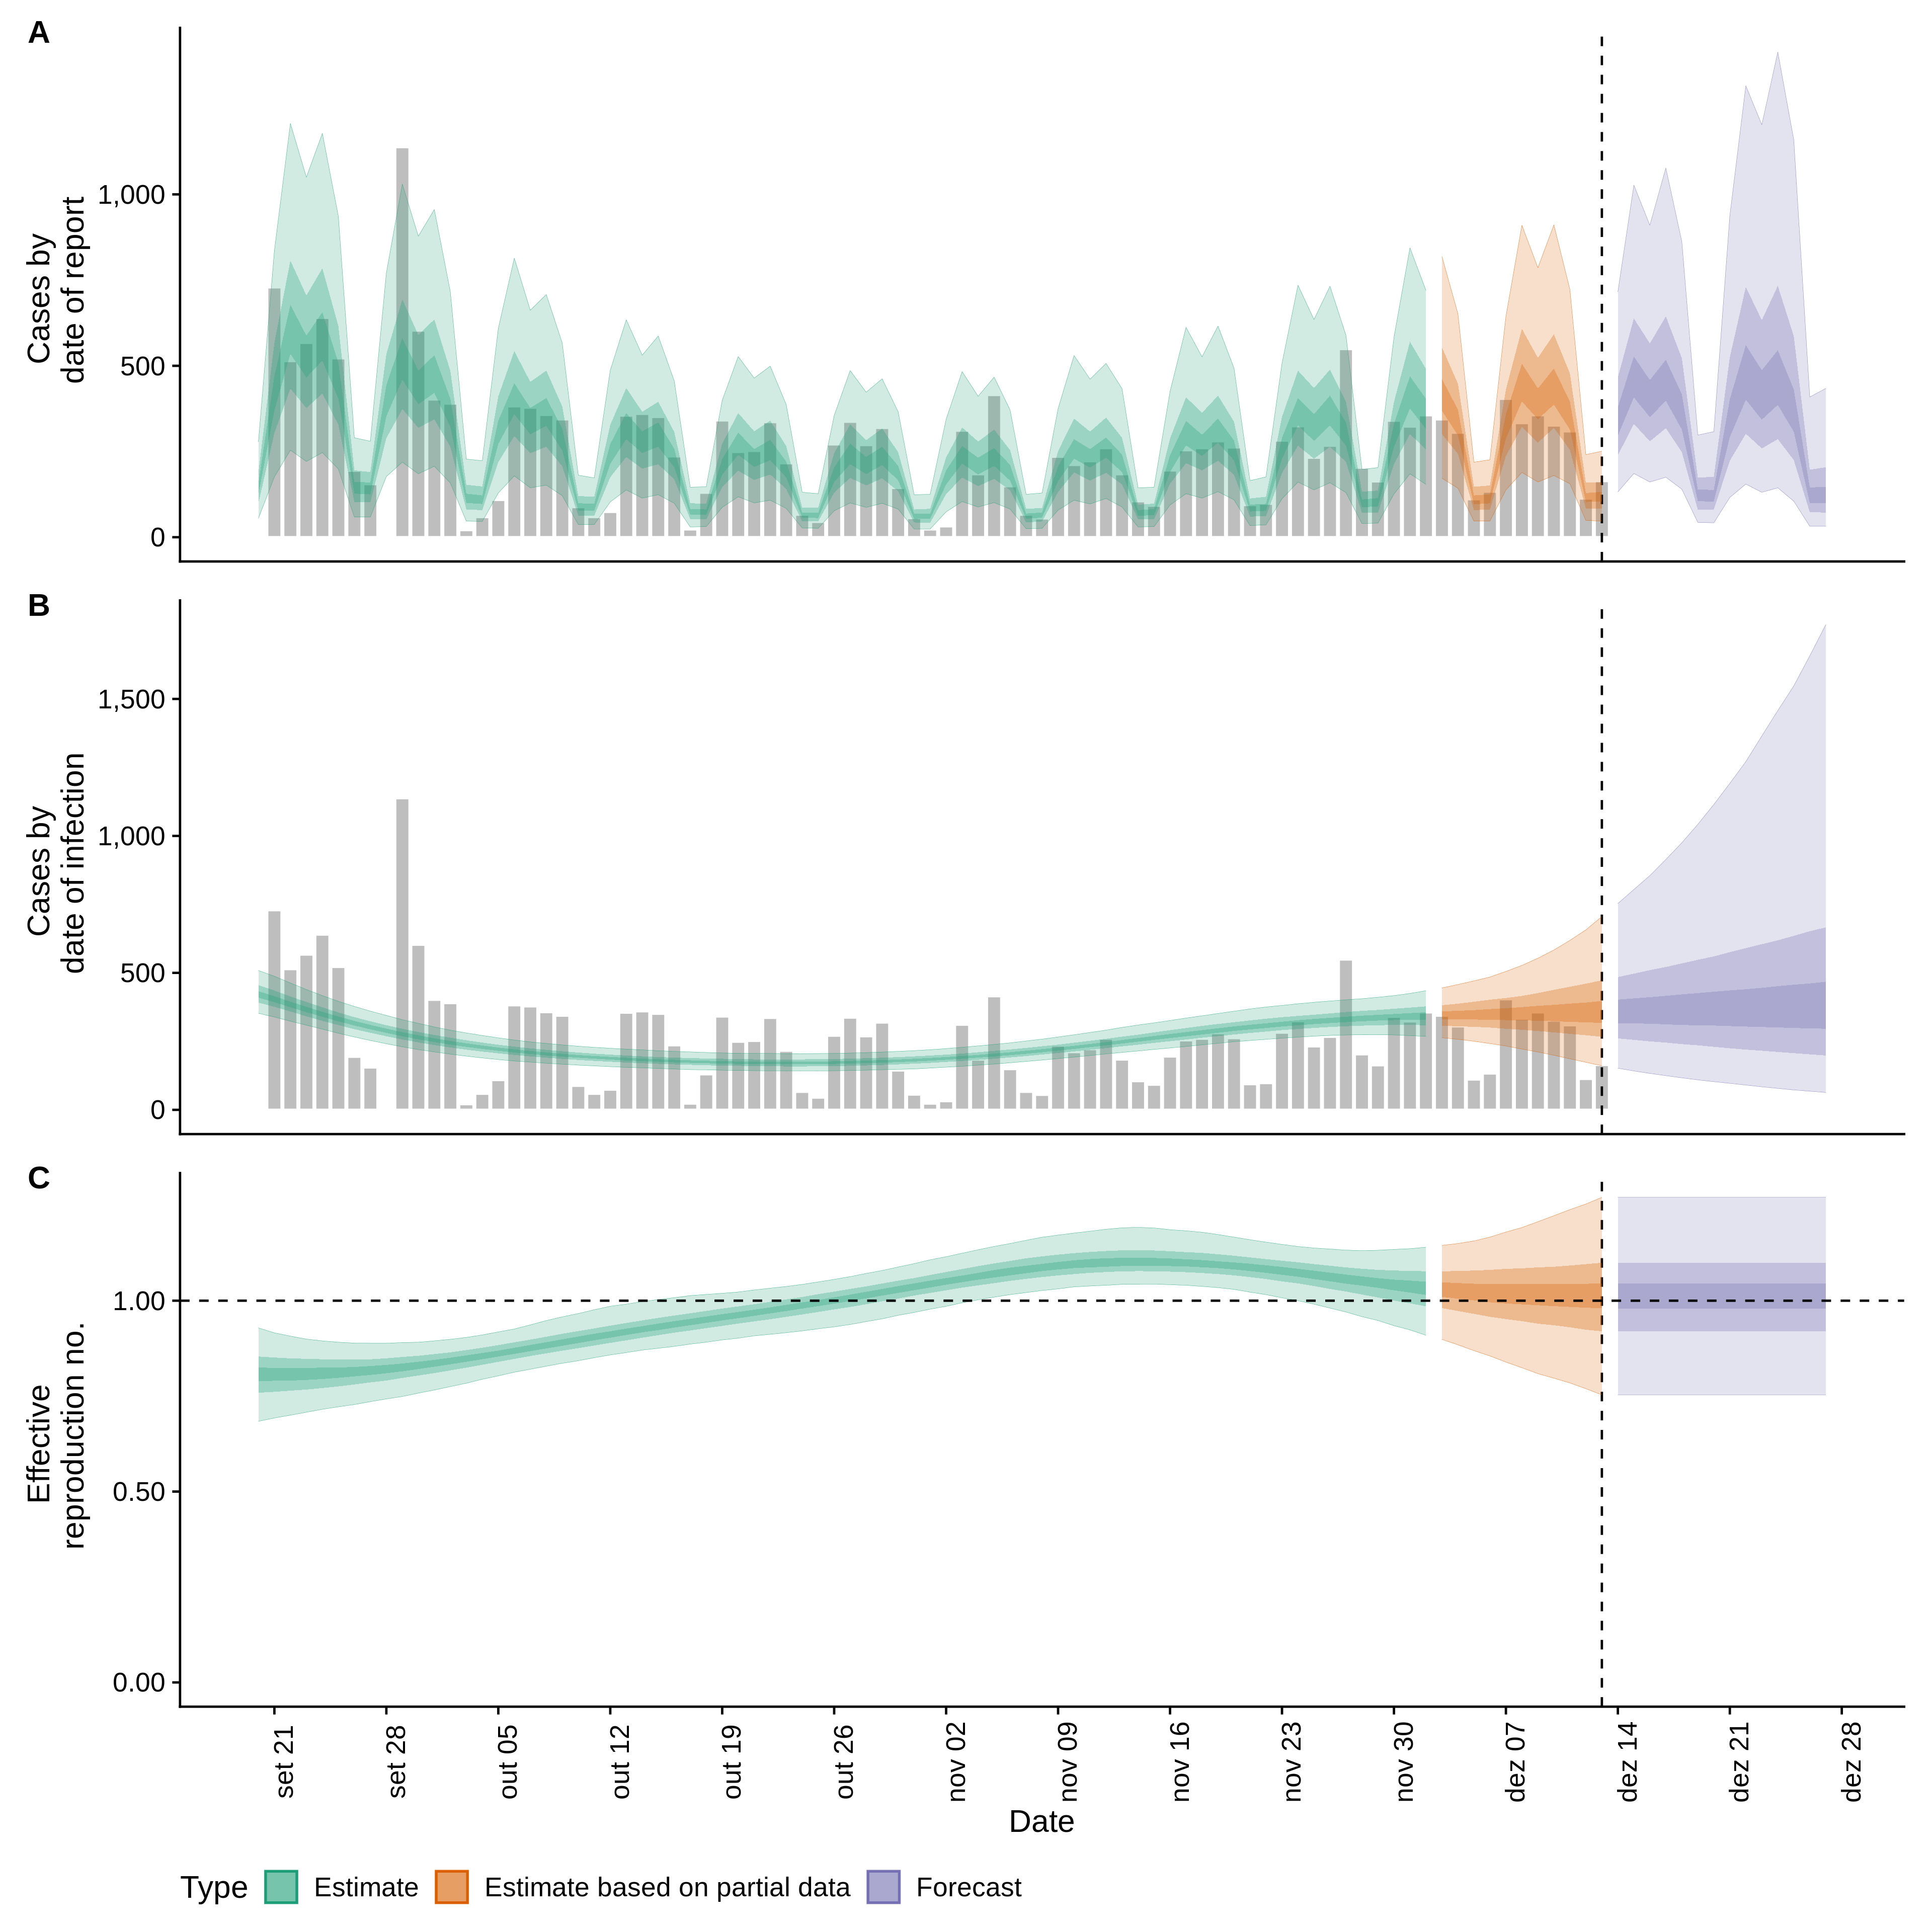 A
Cases by
date of report
1,000
500
0
B
Cases by
date of infection
1,500
1,000
500
0
C
Effective
reproduction no.
1.00
0.50
0.00
set 21
set 28
out 05
out 12
out 19
out 26
nov 02
nov 09
nov 16
nov 23
nov 30
dez 07
dez 14
dez 21
dez 28
Date
Type
Estimate
Estimate based on partial data
Forecast